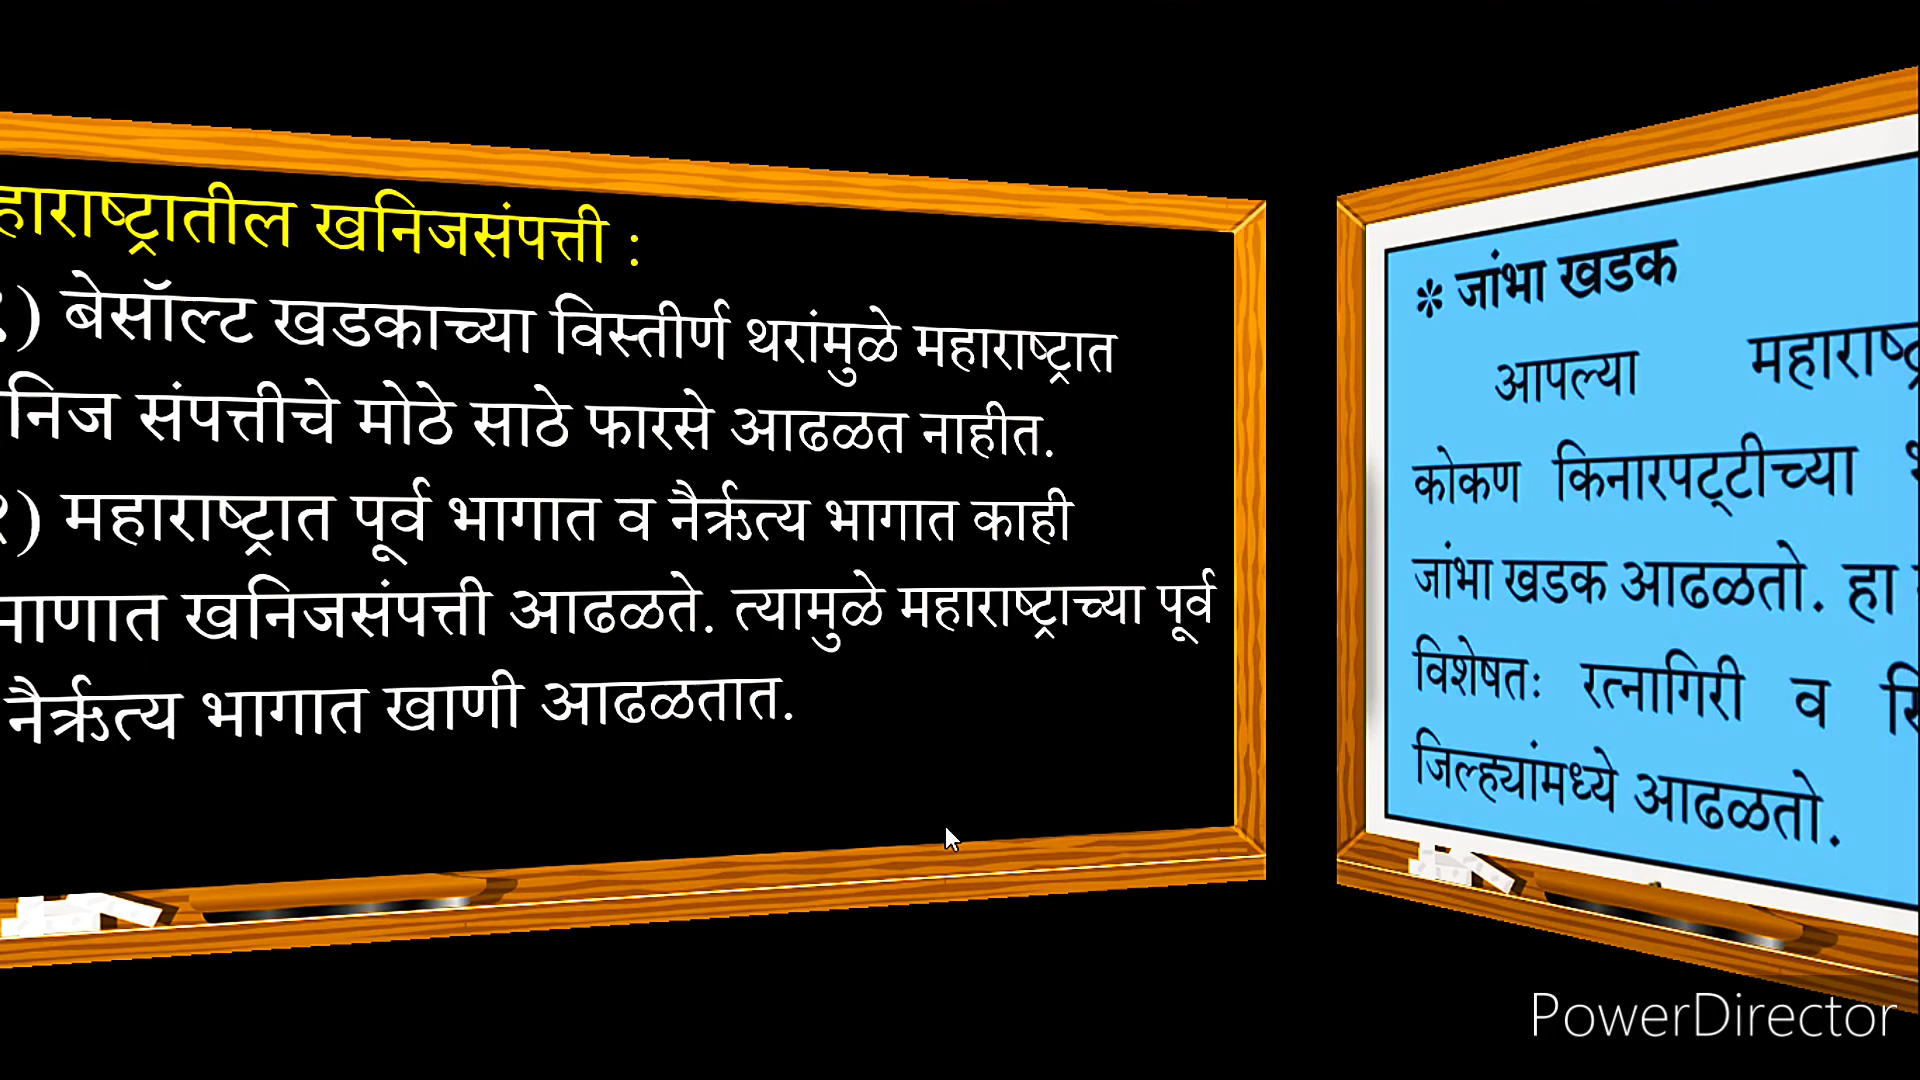 खनिजसंपत्ती :
) बेसॉल्ट खडकाच्या विस्तीर्ण थरांमुळे महाराष्ट्रात
संपत्तीचे मोठे साठे फारसे आढळत नाहीत.
) महाराष्ट्रात पूर्व भागात व नैर्ऋत्य भागात काही
खनिजसंपत्ती आढळते. त्यामुळे महाराष्ट्राच्या पूर्व
नैर्ऋत्य भागात खाणी आढळतात.
* जांभा खडक
आपल्या
कोकण किनारपट्टीच्या
जांभा खडक आढळतो. हा
विशेषतः रत्नागिरी व
जिल्ह्यांमध्ये आढळतो.
PowerDirector